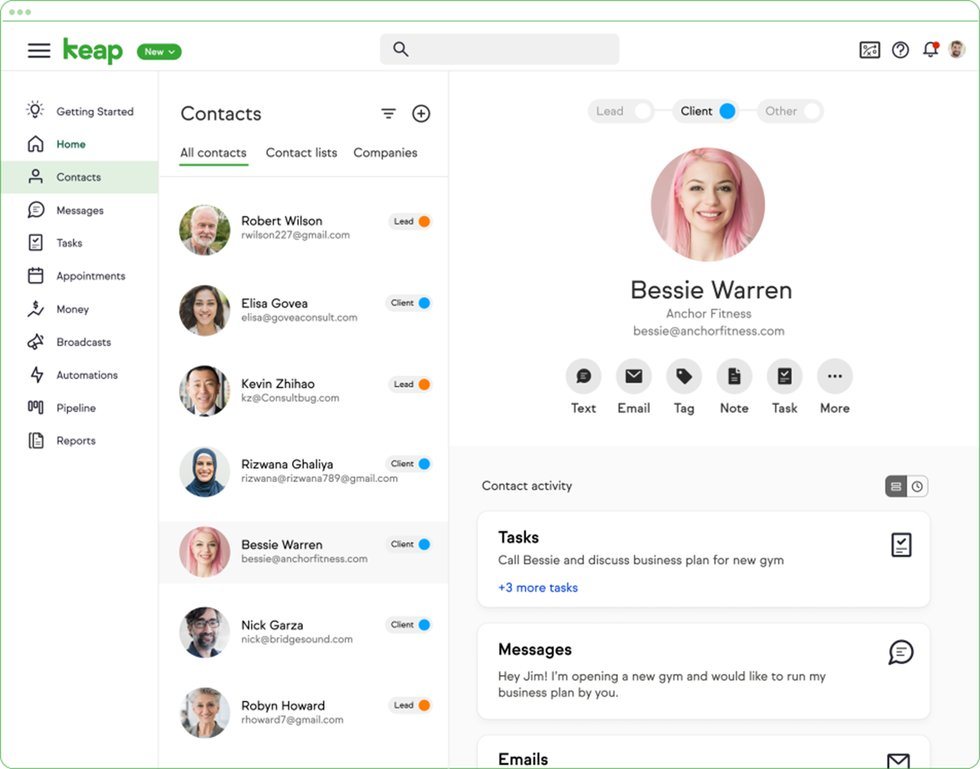 keap
New
Getting Started
Home
Contacts
Messages
Tasks
Appointments
Money
Broadcasts
Automations
Pipeline
Reports
Contacts
All contacts
Contact lists
Companies
Robert Wilson
rwilson227@gmail.com
Lead
Elisa Govea
elisa@goveaconsult.com
Client
Kevin Zhihao
kz@Consultbug.com
Lead
Rizwana Ghaliya
rizwana@rizwana789@gmail.com
Client
Bessie Warren
bessie@anchorfitness.com
Client
Nick Garza
nick@bridgesound.com
Client
Robyn Howard
rhoward7@gmail.com
Lead
Lead
Client
Other
Bessie Warren
Anchor Fitness
bessie@anchorfitness.com
Text
Email
Tag
Note
Task
More
Contact activity
Tasks
Call Bessie and discuss business plan for new gym
+3 more tasks
Messages
Hey Jim! I'm opening a new gym and would like to run my
business plan by you.
Emails